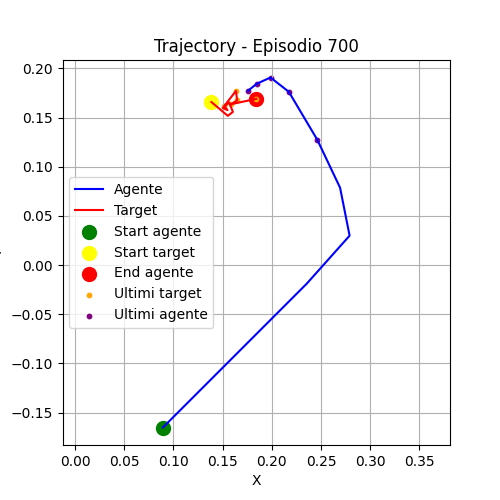 Trajectory - Episodio 700
0.20
0.15
0.10
0.05
0.00
−0.05
−0.10
−0.15
Agente
Target
Start agente
Start target
End agente
Ultimi target
Ultimi agente
0.00 0.05 0.10 0.15 0.20 0.25 0.30 0.35
X